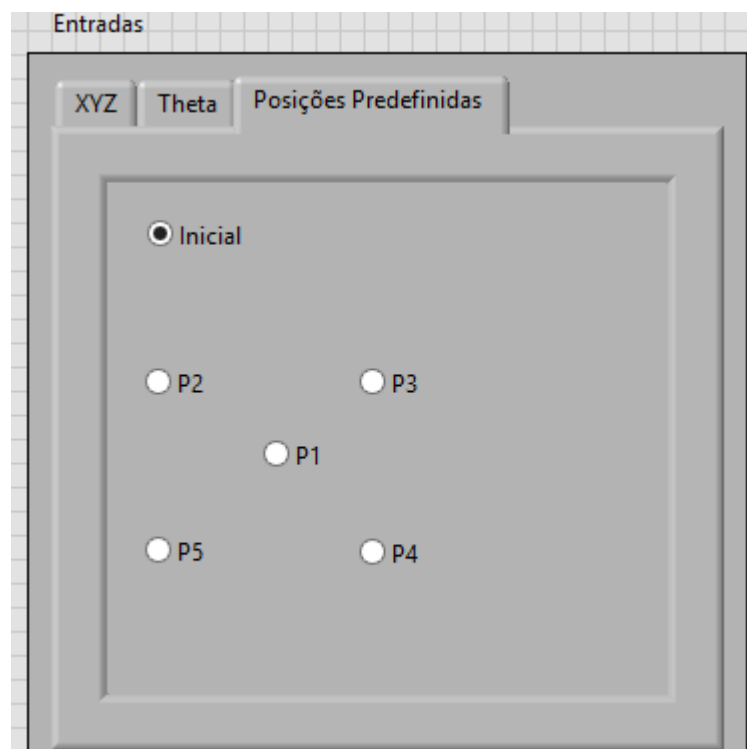 Entradas
XYZ Theta Posições Predefinidas
Inicial
P2 P3
P1
P5 P4